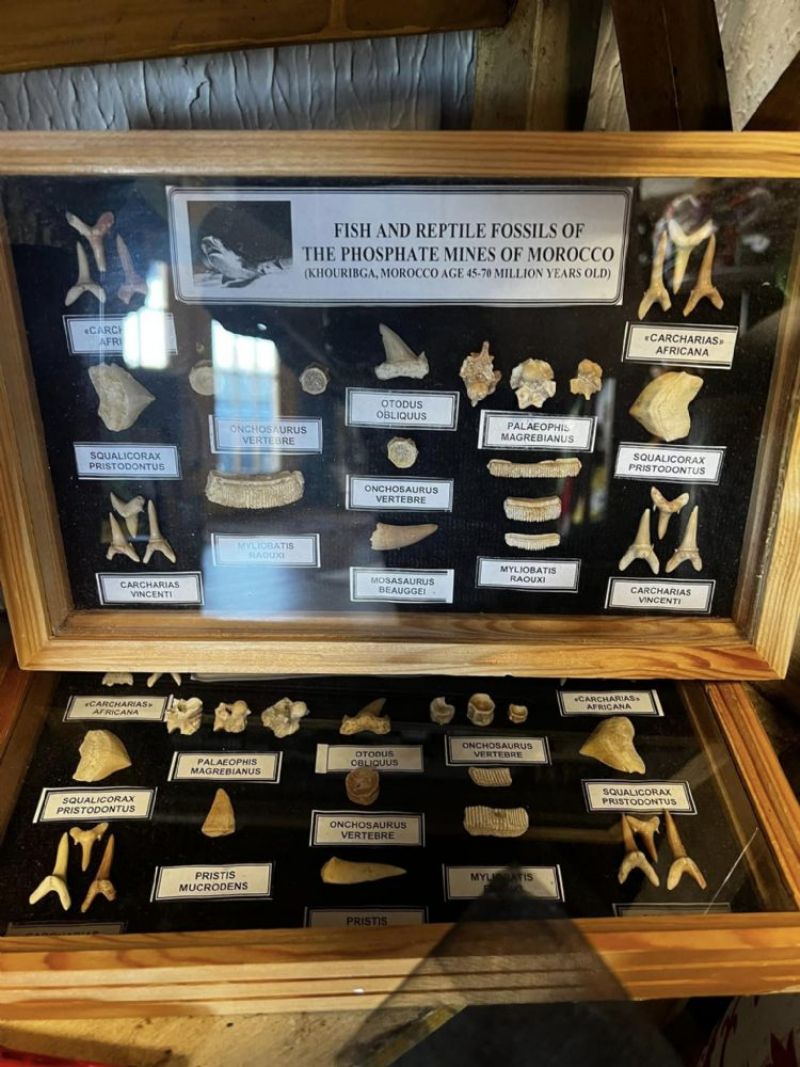 FISH AND REPTILE FOSSILS OF
THE PHOSPHATE MINES OF MOROCCO
(KHOURIBGA, MOROCCO AGE 45-70 MILLION YEARS OLD)
«CARCH
AFRI
«CARCHARIAS»
AFRICANA
OTODUS
OBLIQUUS
ONCHOSAURUS
VERTEBRE
PALAEOPHIS
MAGREBIANUS
SQUALICORAX
PRISTODONTUS
SQUALICORAX
PRISTODONTUS
ONCHOSAURUS
VERTEBRE
MYLIOBATIS
RAOUXI
MYLIOBATIS
RAOUXI
CARCHARIAS
VINCENTI
MOSASAURUS
BEAUGGEI
CARCHARIAS
VINCENTI
«CARCHARIAS»
AFRICANA
«CARCHARIAS»
AFRICANA
PALAEOPHIS
MAGREBIANUS
OTODUS
OBLIQUUS
ONCHOSAURUS
VERTEBRE
SQUALICORAX
PRISTODONTUS
SQUALICORAX
PRISTODONTUS
ONCHOSAURUS
VERTEBRE
PRISTIS
MUCRODENS
MYLIOBATIS
PRISTIS
CARCHARIAS